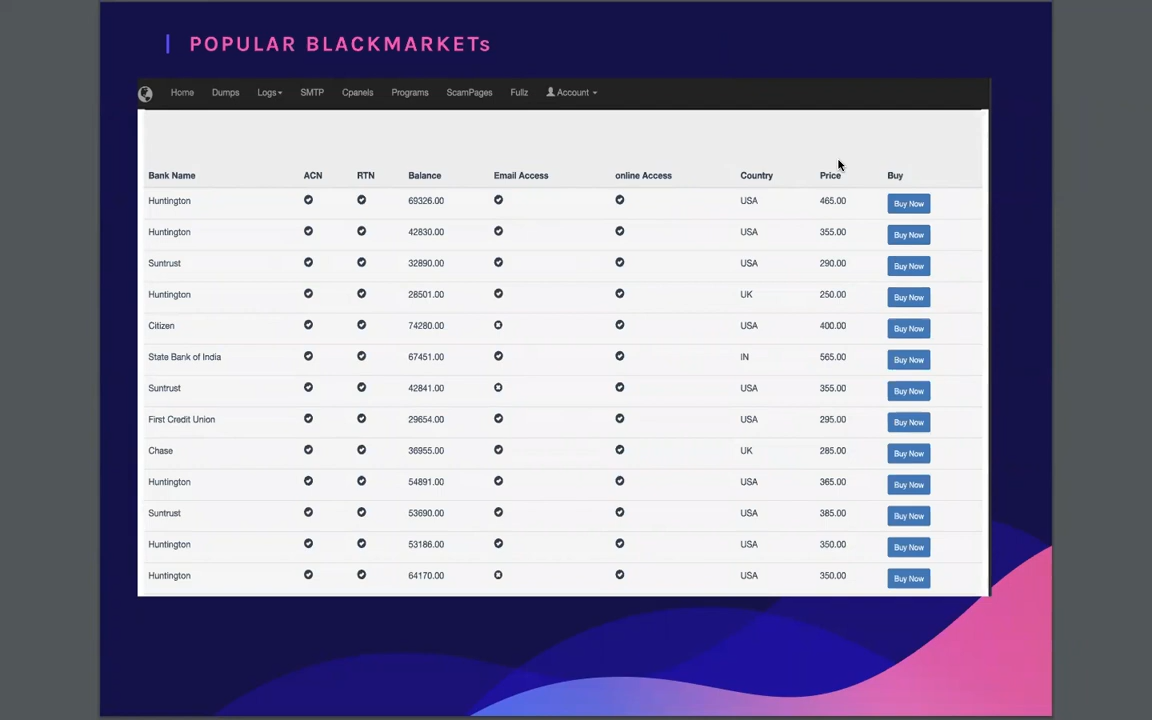 POPULAR BLACKMARKETs
Home Dumps Logs SMTP Cpanels Programs ScamPages Fullz Account
Bank Name ACN RTN Balance Email Access online Access Country Price Buy
Huntington 69326.00 USA 465.00 Buy Now
Huntington 42830.00 USA 355.00 Buy Now
Suntrust 32890.00 USA 290.00 Buy Now
Huntington 28501.00 UK 250.00 Buy Now
Citizen 74280.00 USA 400.00 Buy Now
State Bank of India 67451.00 IN 565.00 Buy Now
Suntrust 42841.00 USA 355.00 Buy Now
First Credit Union 29654.00 USA 295.00 Buy Now
Chase 36955.00 UK 285.00 Buy Now
Huntington 54891.00 USA 365.00 Buy Now
Suntrust 53690.00 USA 385.00 Buy Now
Huntington 53186.00 USA 350.00 Buy Now
Huntington 64170.00 USA 350.00 Buy Now